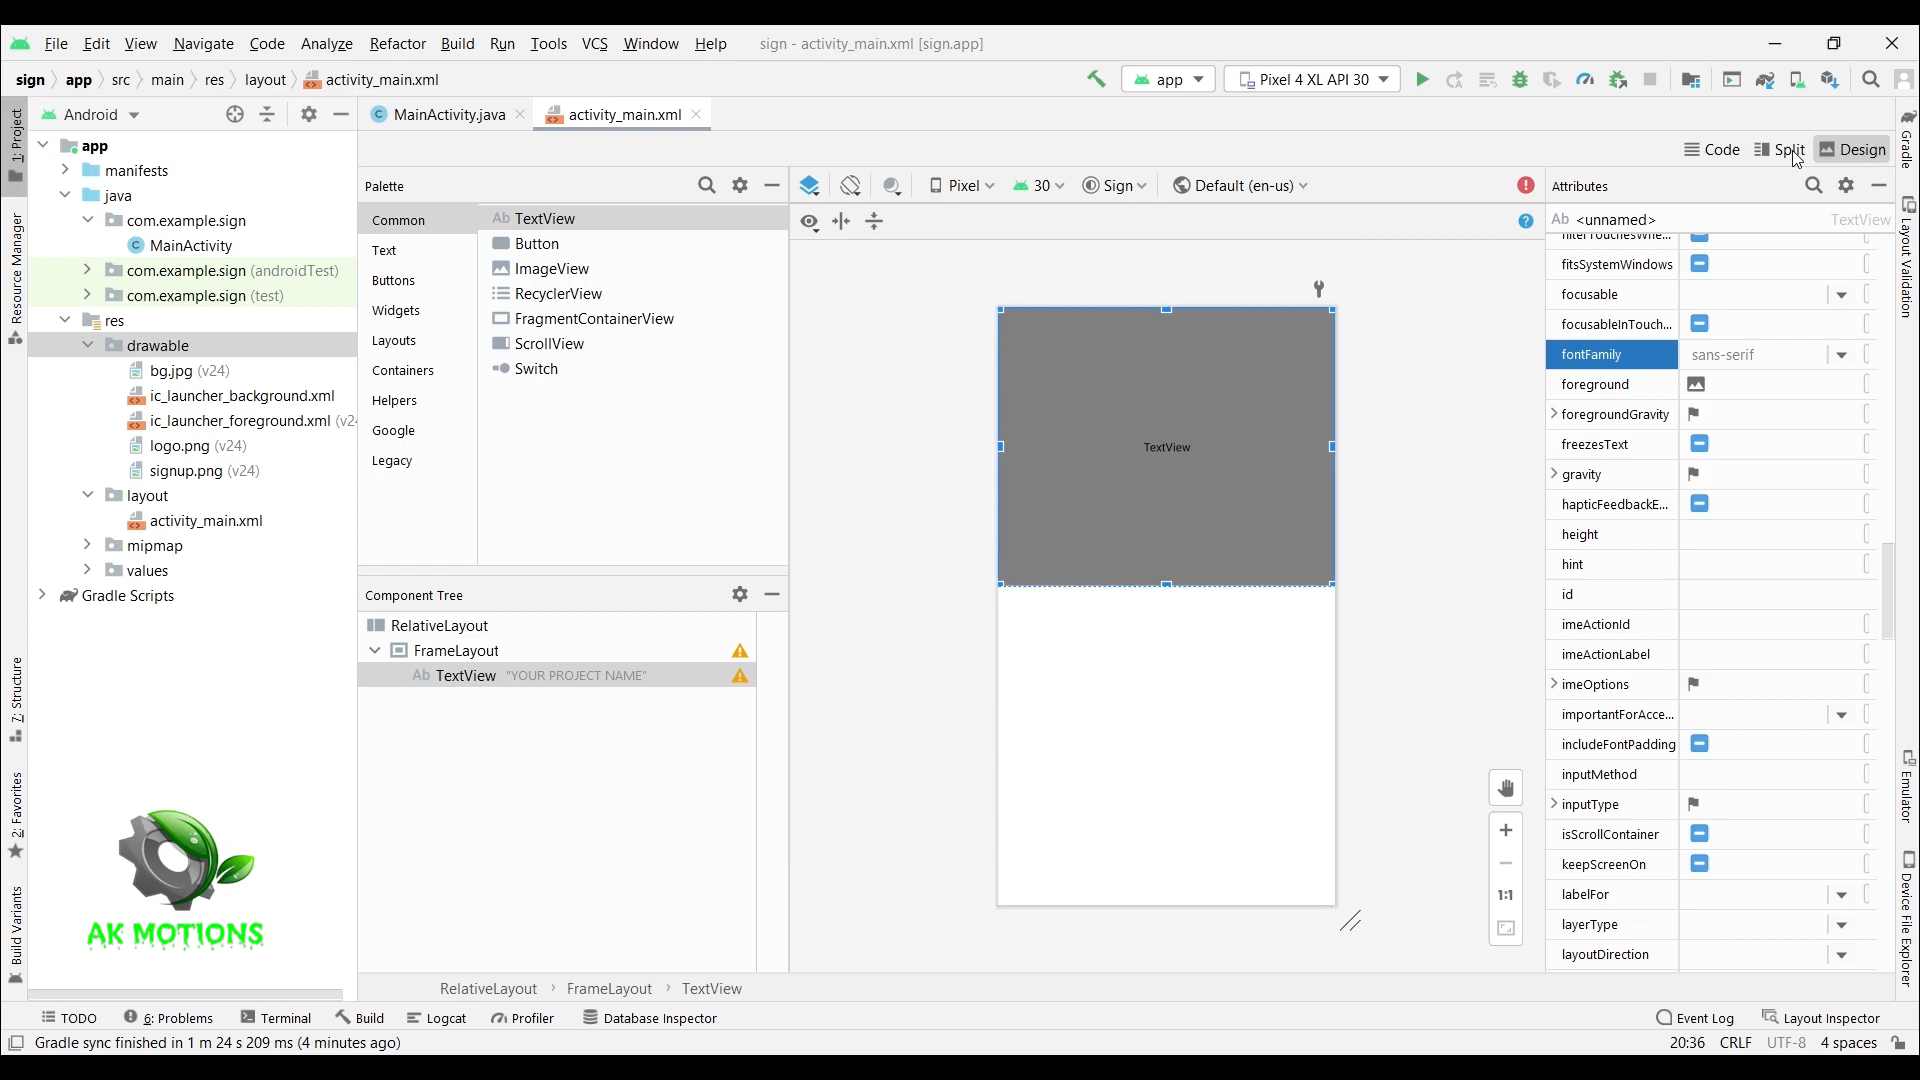 File Edit View Navigate Code Analyze Refactor Build Run Tools VCS Window Help sign - activity_main.xml [sign.app]
sign app src main res layout activity_main.xml app Pixel 4 XL API 30
Android MainActivity.java activity_main.xml
Code Split Design
app
manifests
java
com.example.sign
MainActivity
com.example.sign (androidTest)
com.example.sign (test)
res
drawable
bg.jpg (v24)
ic_launcher_background.xml
ic_launcher_foreground.xml (v24
logo.png (v24)
signup.png (v24)
layout
activity_main.xml
mipmap
values
Gradle Scripts
AK MOTIONS
1: Project
Resource Manager
7: Structure
2: Favorites
Build Variants
Palette
Common
Text
Buttons
Widgets
Layouts
Containers
Helpers
Google
Legacy
Ab TextView
Button
ImageView
RecyclerView
FragmentContainerView
ScrollView
Switch
Component Tree
RelativeLayout
FrameLayout
Ab TextView "YOUR PROJECT NAME"
Pixel 30 Sign Default (en-us)
TextView
1:1
Attributes
Ab <unnamed> TextView
filterTouchesWhe...
fitsSystemWindows
focusable
focusableInTouch...
fontFamily sans-serif
foreground
foregroundGravity
freezesText
gravity
hapticFeedbackE...
height
hint
id
imeActionId
imeActionLabel
imeOptions
importantForAcce...
includeFontPadding
inputMethod
inputType
isScrollContainer
keepScreenOn
labelFor
layerType
layoutDirection
Gradle
Layout Validation
Emulator
Device File Explorer
RelativeLayout FrameLayout TextView
TODO 6: Problems Terminal Build Logcat Profiler Database Inspector Event Log Layout Inspector
Gradle sync finished in 1 m 24 s 209 ms (4 minutes ago) 20:36 CRLF UTF-8 4 spaces